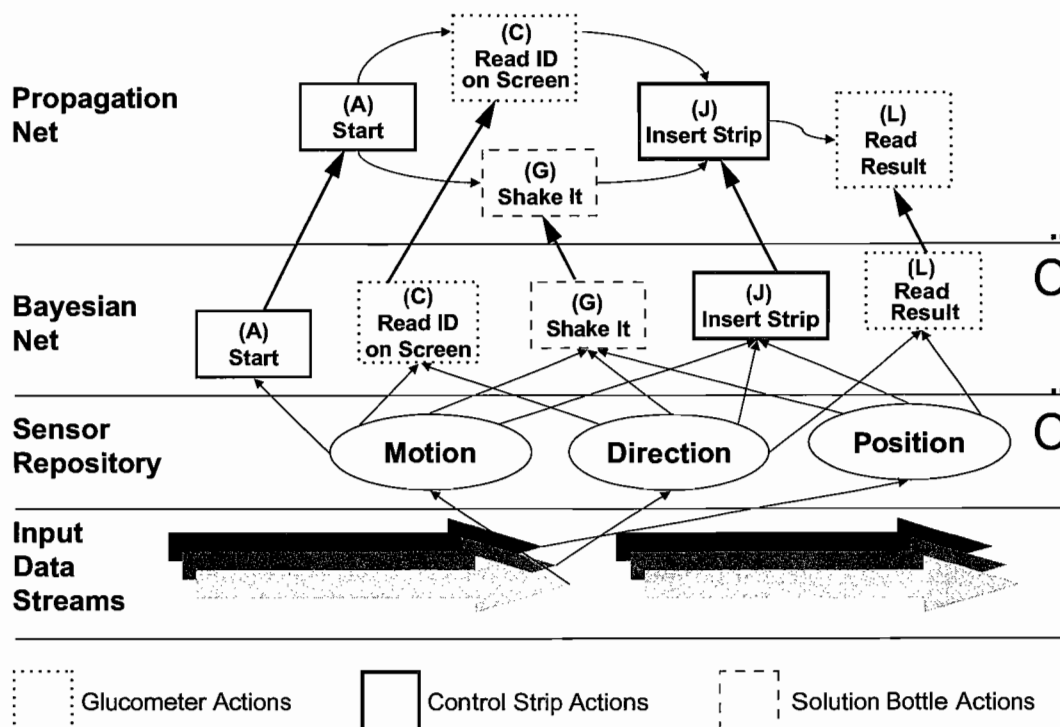 Propagation
Net
(A)
Start
(C)
Read ID
on Screen
(G)
Shake It
(J)
Insert Strip
(L)
Read
Result
Bayesian
Net
(A)
Start
(C)
Read ID
on Screen
(G)
Shake It
(J)
Insert Strip
(L)
Read
Result
Sensor
Repository
Motion
Direction
Position
Input
Data
Streams
Glucometer Actions
Control Strip Actions
Solution Bottle Actions